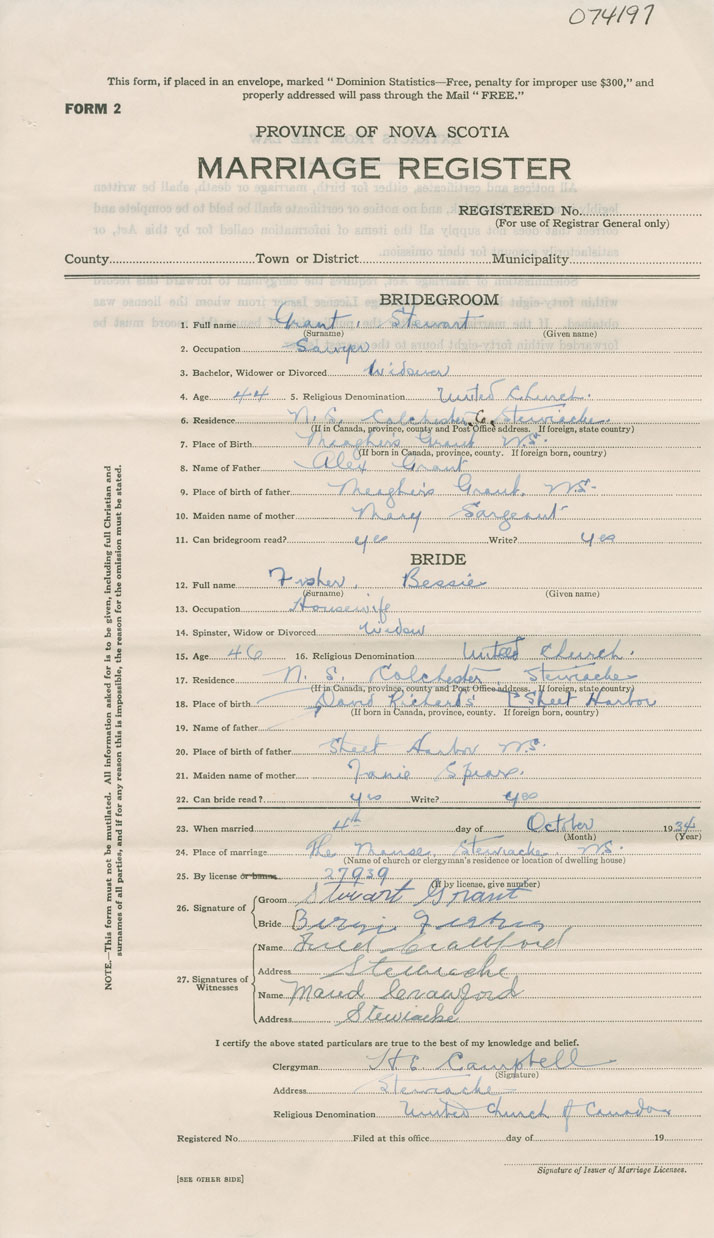 074197
This form, if placed in an envelope, marked " Dominion Statistics—Free, penalty for improper use $300," and
properly addressed will pass through the Mail " FREE."
FORM 2
PROVINCE OF NOVA SCOTIA
MARRIAGE REGISTER
REGISTERED No.
(For use of Registrar General only)
County Town or District Municipality
BRIDEGROOM
1. Full name Grant, Stewart
(Surname) (Given name)
2. Occupation Sawyer
3. Bachelor, Widower or Divorced Widower
4. Age 44 5. Religious Denomination United Church.
6. Residence N.S. Colchester Co. Stewiacke.
(If in Canada, province, county and Post Office address. If foreign, state country)
7. Place of Birth Meagher's Grant N.S.
(If born in Canada, province, county. If foreign born, country)
8. Name of Father Alex Grant
9. Place of birth of father Meagher's Grant, N.S.
10. Maiden name of mother Mary Sargeant
11. Can bridegroom read? yes Write? yes
BRIDE
12. Full name Fisher, Bessie
(Surname) (Given name)
13. Occupation Housewife
14. Spinster, Widow or Divorced Widow
15. Age 46 16. Religious Denomination United Church.
17. Residence N. S. Colchester, Stewiacke
(If in Canada, province, county and Post Office address. If foreign, state country)
18. Place of birth David Richards Sheet Harbor
(If born in Canada, province, county. If foreign born, country)
19. Name of father
20. Place of birth of father Sheet Harbor N.S.
21. Maiden name of mother Janie Spears.
22. Can bride read? yes Write? yes
23. When married 4th day of October 1934
(Month) (Year)
24. Place of marriage The Manse, Stewiacke N.S.
(Name of church or clergyman's residence or location of dwelling house)
25. By license or banns 27939
(If by license, give number)
26. Signature of Groom Stewart Grant
Bride Fisher
27. Signatures of Witnesses Name Fred Crawford
Address Stewiacke
Name Maud Crawford
Address Stewiacke
I certify the above stated particulars are true to the best of my knowledge and belief.
Clergyman H. E. Campbell
(Signature)
Address Stewiacke
Religious Denomination United Church of Canada
Registered No. Filed at this office day of 19
Signature of Issuer of Marriage Licenses.
[SEE OTHER SIDE]
NOTE.—This form must not be mutilated. All information asked for is to be given, including full Christian and
surnames of all parties, and if for any reason this is impossible, the reason for the omission must be stated.